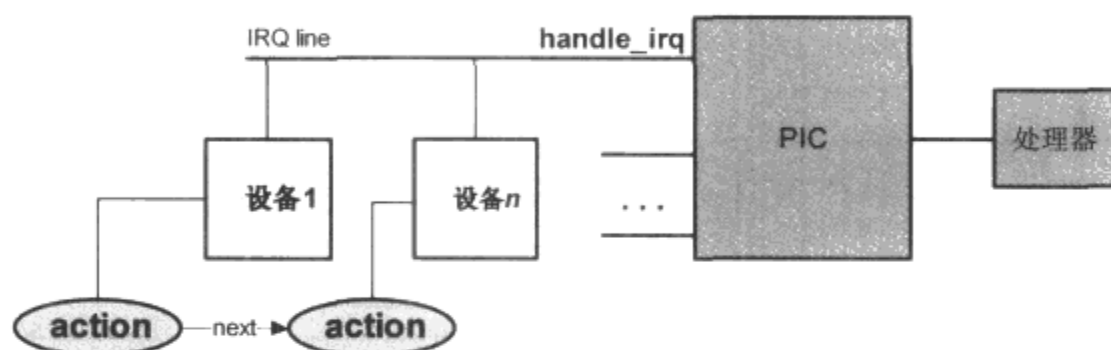 IRQ line
handle_irq
PIC
处理器
设备1
设备n
...
action
next
action